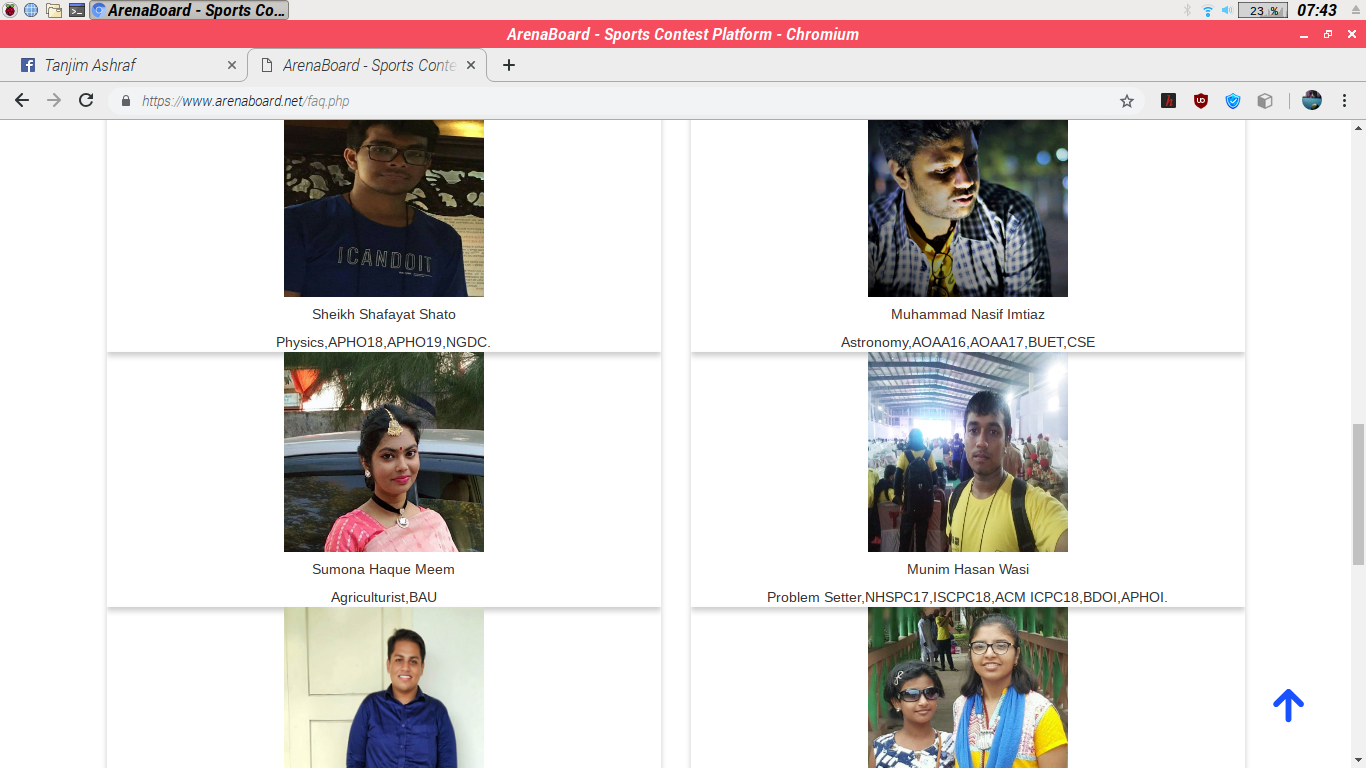 ArenaBoard - Sports Co...
23 %
07:43
ArenaBoard - Sports Contest Platform - Chromium
Tanjim Ashraf
ArenaBoard - Sports Conte
https://www.arenaboard.net/faq.php
ICANDOIT
Sheikh Shafayat Shato
Muhammad Nasif Imtiaz
Physics,APHO18,APHO19,NGDC.
Astronomy,AOAA16,AOAA17,BUET,CSE
Sumona Haque Meem
Munim Hasan Wasi
Agriculturist,BAU
Problem Setter,NHSPC17,ISCPC18,ACM ICPC18,BDOI,APHOI.